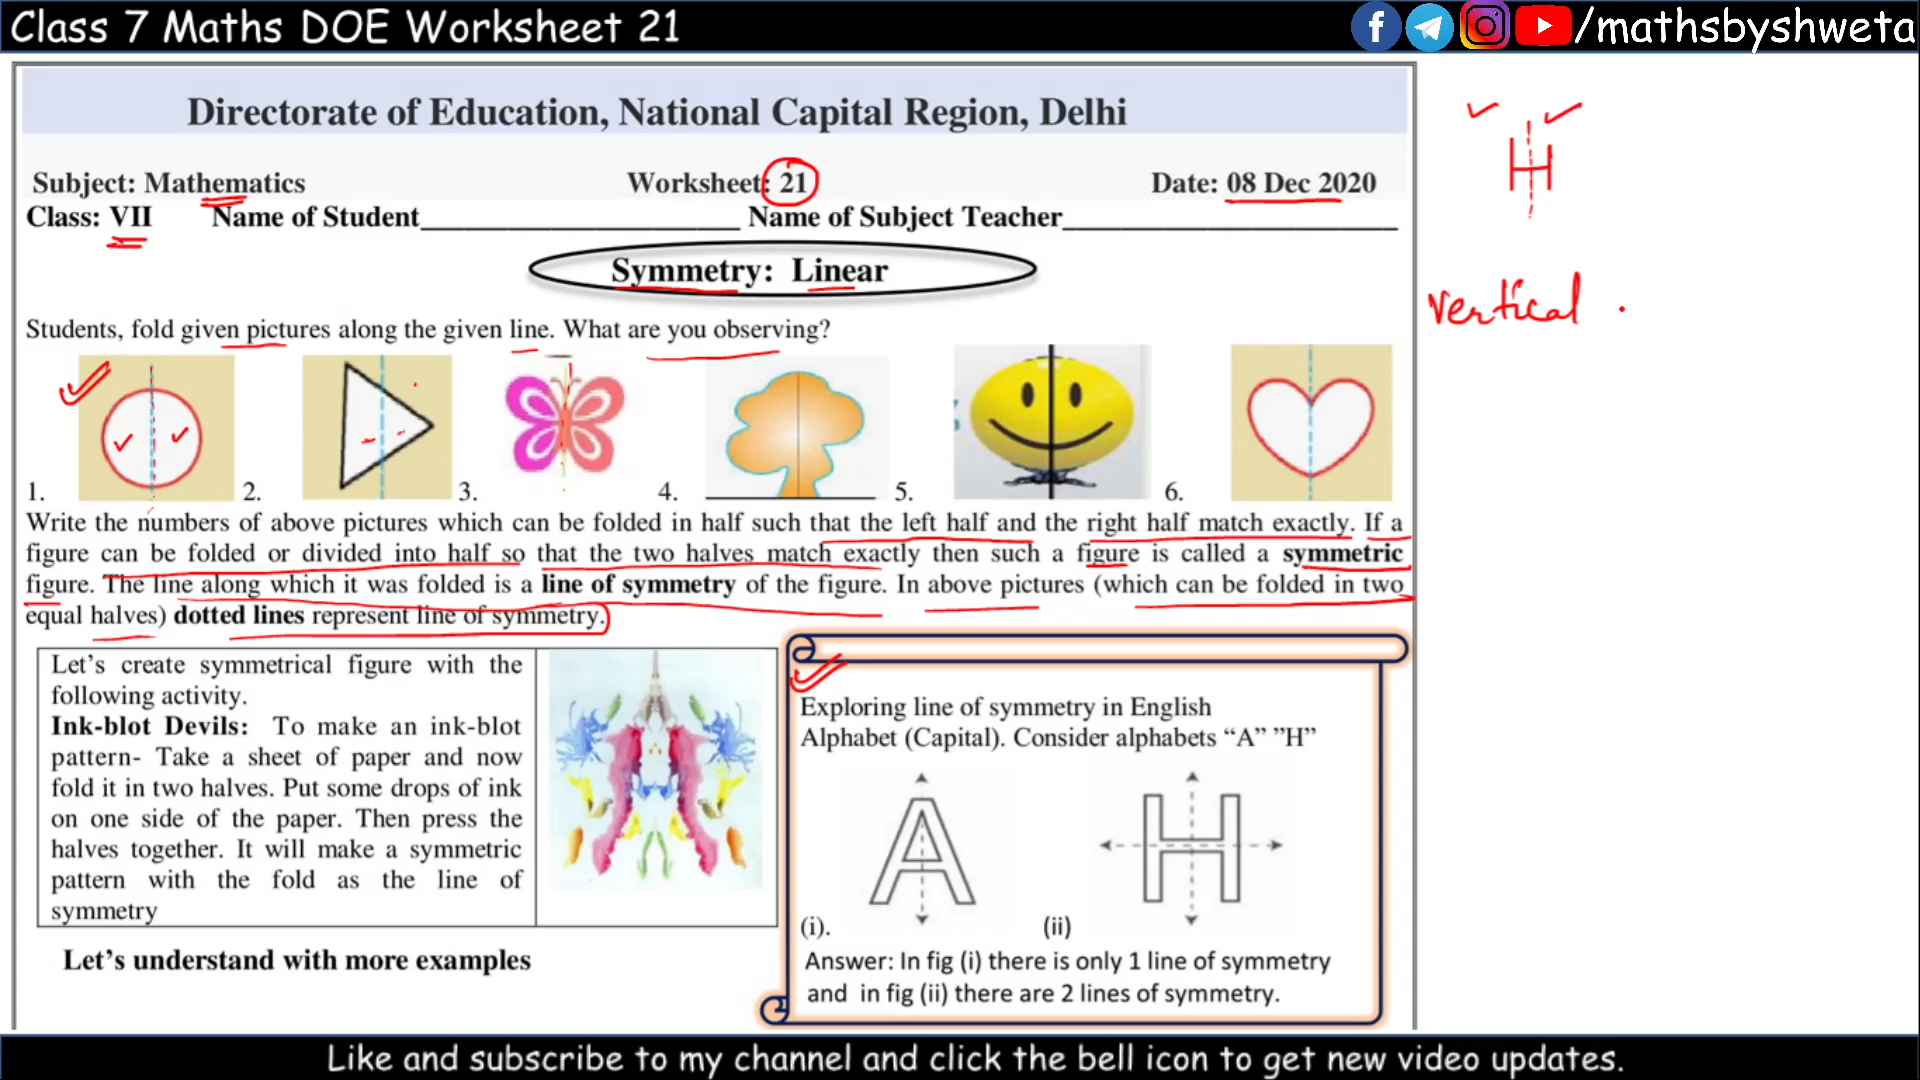 Class 7 Maths DOE Worksheet 21
/mathsbyshweta
Directorate of Education, National Capital Region, Delhi
Subject: Mathematics Worksheet: 21 Date: 08 Dec 2020
Class: VII Name of Student______________________ Name of Subject Teacher_______________________
Symmetry: Linear
Students, fold given pictures along the given line. What are you observing?
1. 2. 3. 4. 5. 6.
Write the numbers of above pictures which can be folded in half such that the left half and the right half match exactly. If a
figure can be folded or divided into half so that the two halves match exactly then such a figure is called a symmetric
figure. The line along which it was folded is a line of symmetry of the figure. In above pictures (which can be folded in two
equal halves) dotted lines represent line of symmetry.
Let's create symmetrical figure with the
following activity.
Ink-blot Devils: To make an ink-blot
pattern- Take a sheet of paper and now
fold it in two halves. Put some drops of ink
on one side of the paper. Then press the
halves together. It will make a symmetric
pattern with the fold as the line of
symmetry
Let's understand with more examples
Exploring line of symmetry in English
Alphabet (Capital). Consider alphabets “A” ”H”
A H
(i). (ii)
Answer: In fig (i) there is only 1 line of symmetry
and in fig (ii) there are 2 lines of symmetry.
H
vertical
Like and subscribe to my channel and click the bell icon to get new video updates.